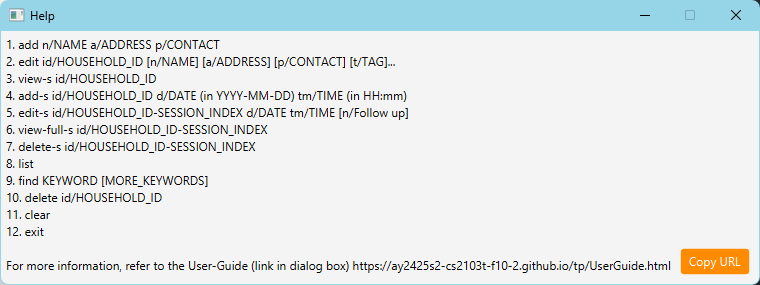 Help
1. add n/NAME a/ADDRESS p/CONTACT
2. edit id/HOUSEHOLD_ID [n/NAME] [a/ADDRESS] [p/CONTACT] [t/TAG]...
3. view-s id/HOUSEHOLD_ID
4. add-s id/HOUSEHOLD_ID d/DATE (in YYYY-MM-DD) tm/TIME (in HH:mm)
5. edit-s id/HOUSEHOLD_ID-SESSION_INDEX d/DATE tm/TIME [n/Follow up]
6. view-full-s id/HOUSEHOLD_ID-SESSION_INDEX
7. delete-s id/HOUSEHOLD_ID-SESSION_INDEX
8. list
9. find KEYWORD [MORE_KEYWORDS]
10. delete id/HOUSEHOLD_ID
11. clear
12. exit
For more information, refer to the User-Guide (link in dialog box) https://ay2425s2-cs2103t-f10-2.github.io/tp/UserGuide.html
Copy URL